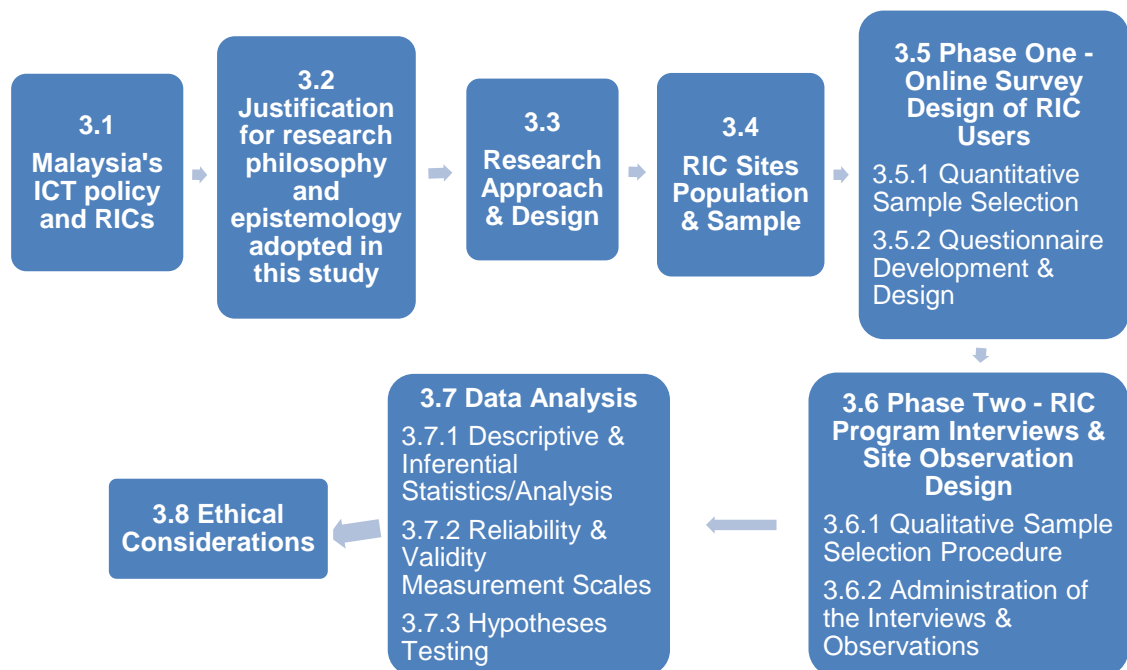 3.1
Malaysia's
ICT policy
and RICs
3.2
Justification
for research
philosophy
and
epistemology
adopted in
this study
3.3
Research
Approach
& Design
3.4
RIC Sites
Population
& Sample
3.5 Phase One -
Online Survey
Design of RIC
Users
3.5.1 Quantitative
Sample Selection
3.5.2 Questionnaire
Development &
Design
3.6 Phase Two - RIC
Program Interviews &
Site Observation
Design
3.6.1 Qualitative Sample
Selection Procedure
3.6.2 Administration of
the Interviews &
Observations
3.7 Data Analysis
3.7.1 Descriptive &
Inferential
Statistics/Analysis
3.7.2 Reliability &
Validity
Measurement Scales
3.7.3 Hypotheses
Testing
3.8 Ethical
Considerations